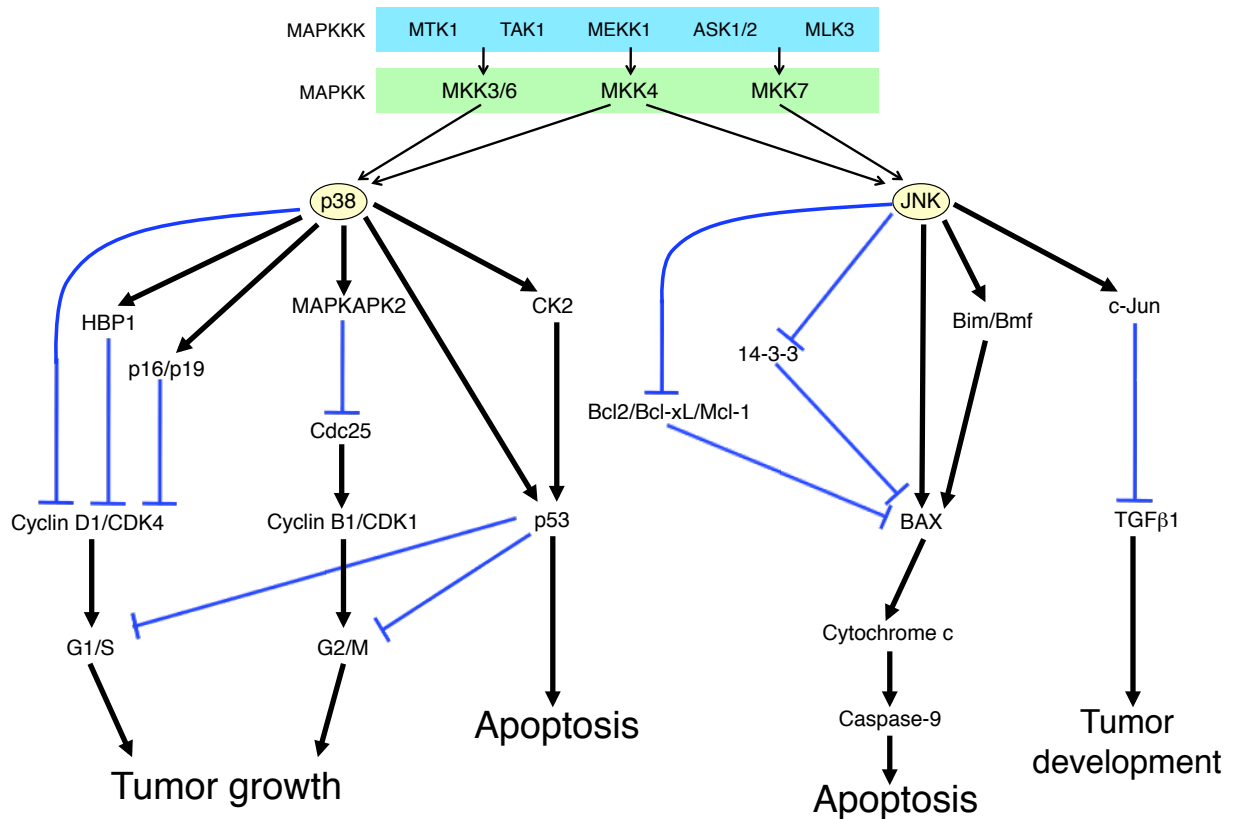 MAPKKK MTK1 TAK1 MEKK1 ASK1/2 MLK3
MAPKK MKK3/6 MKK4 MKK7
p38 JNK
HBP1 MAPKAPK2 CK2 Bim/Bmf c-Jun
p16/p19 14-3-3
Cdc25 Bcl2/Bcl-xL/Mcl-1
Cyclin D1/CDK4 Cyclin B1/CDK1 p53 BAX TGFβ1
G1/S G2/M Cytochrome c
Apoptosis Caspase-9 Tumor
development
Tumor growth Apoptosis